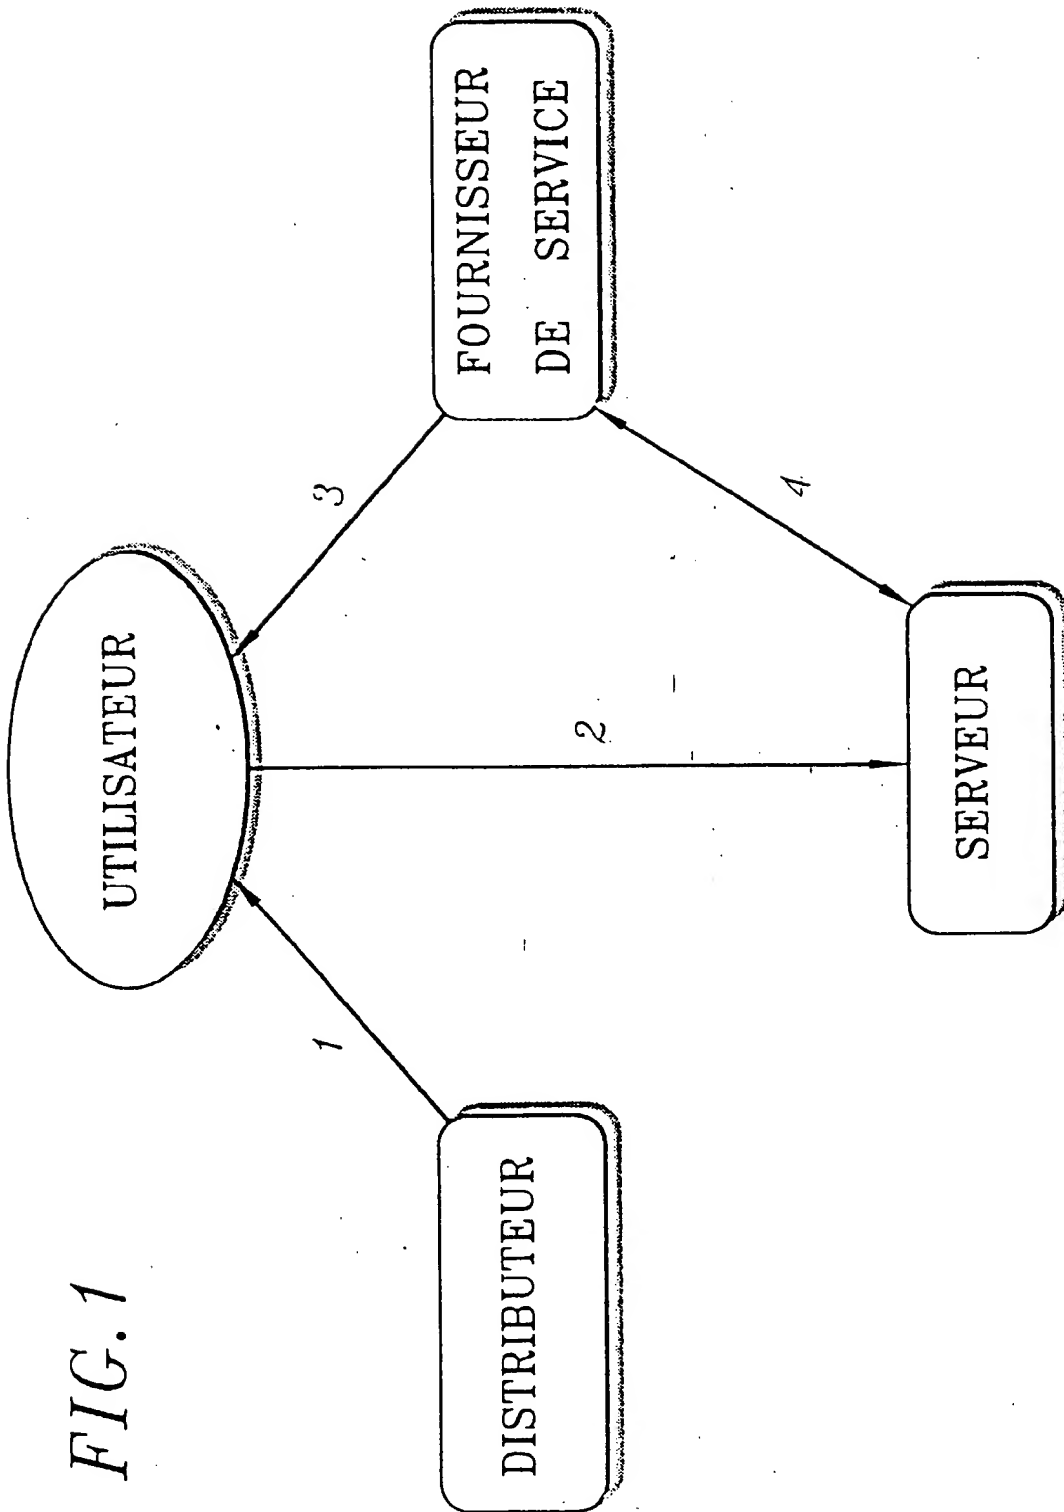 FIG.1
UTILISATEUR
1
3
DISTRIBUTEUR
FOURNISSEUR
DE SERVICE
2
4
SERVEUR